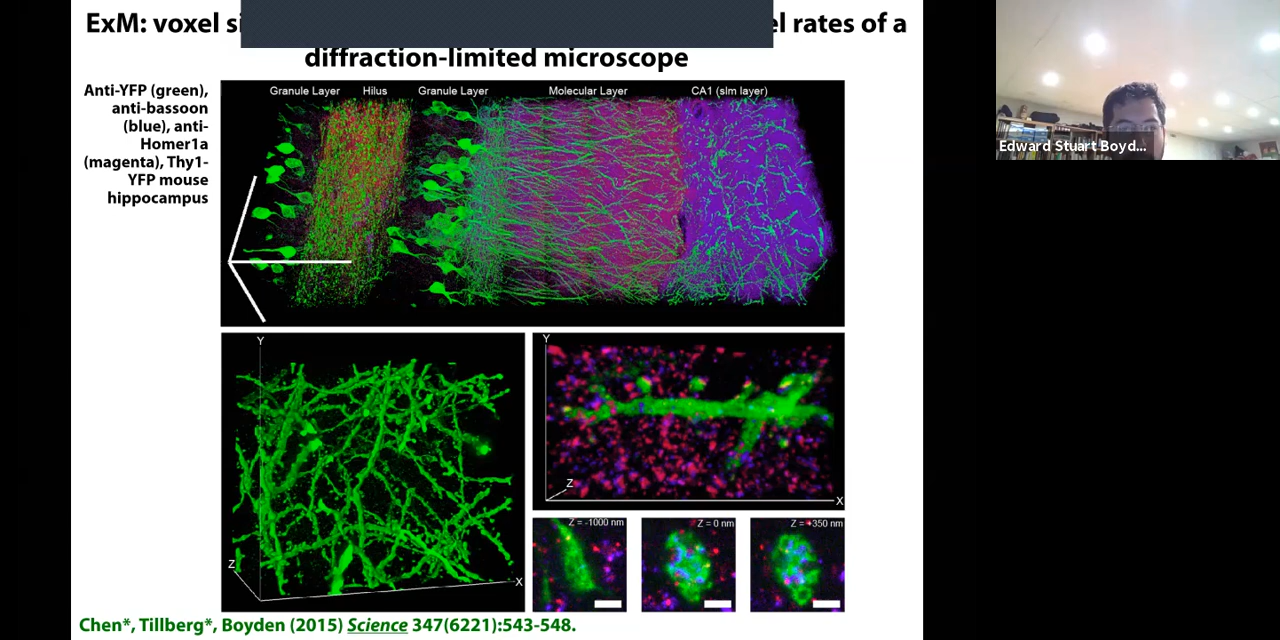 ExM: voxel rates of a
diffraction-limited microscope
Anti-YFP (green),
anti-bassoon
(blue), anti-
Homer1a
(magenta), Thy1-
YFP mouse
hippocampus
Granule Layer Hilus Granule Layer Molecular Layer CA1 (slm layer)
Y
Z
X
Y
Z
X
Z = -1000 nm
Z = 0 nm
Z = +350 nm
Chen*, Tillberg*, Boyden (2015) Science 347(6221):543-548.
Edward Stuart Boyd...